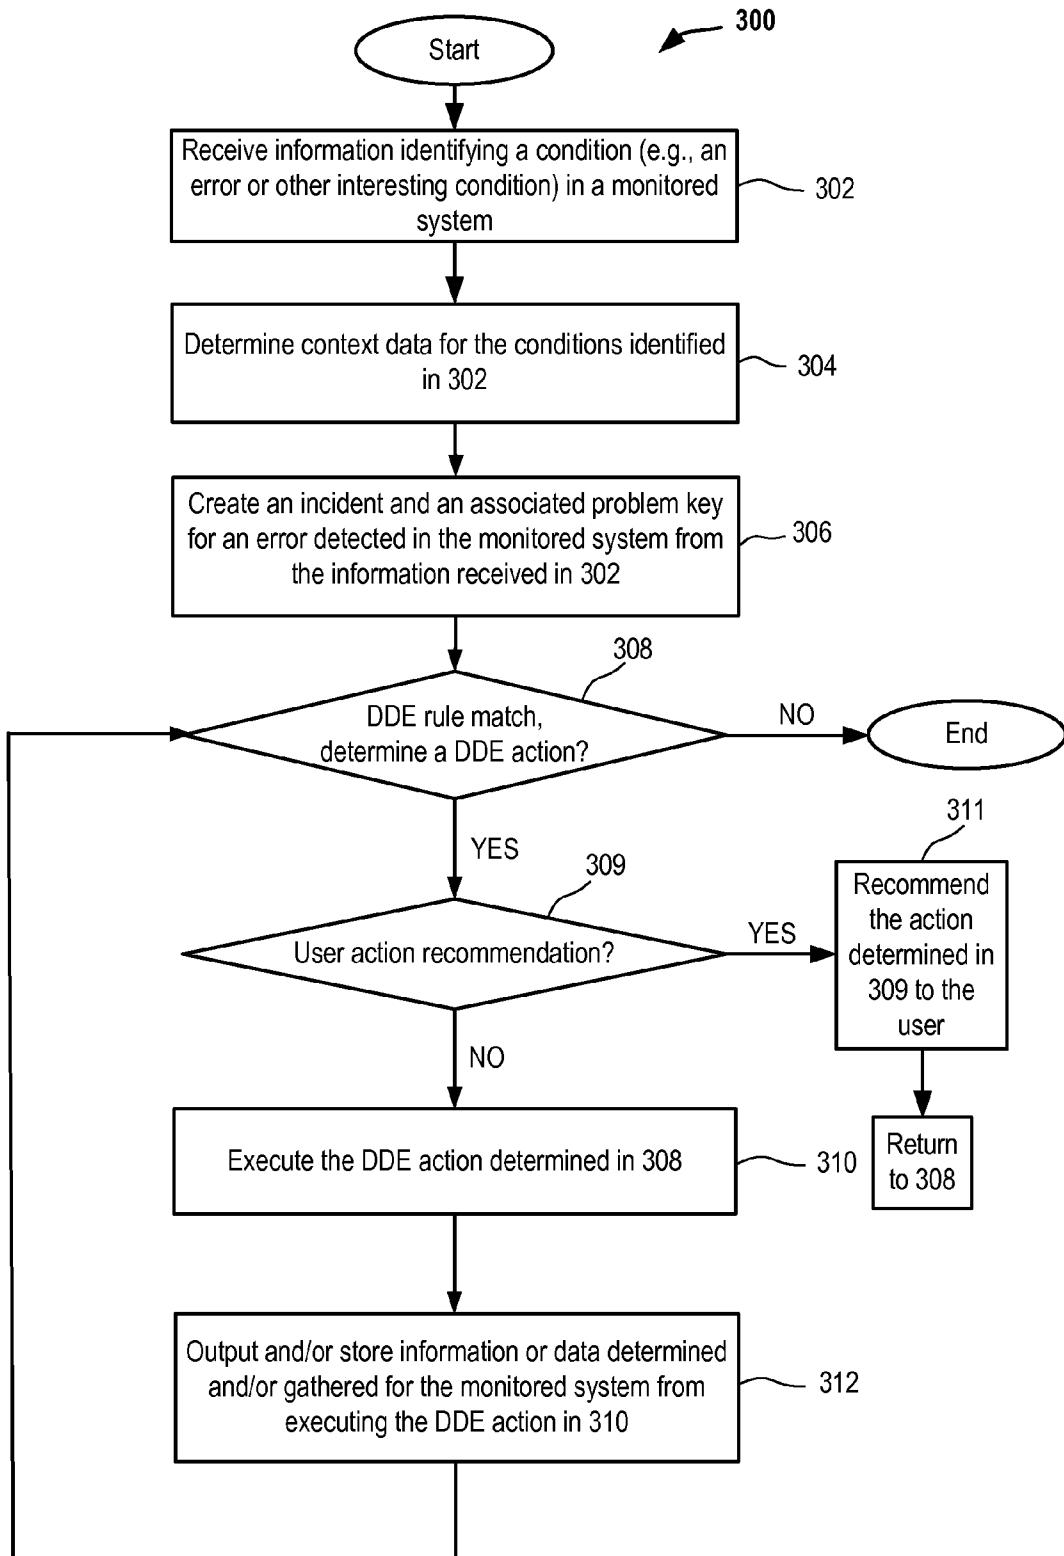 300
Start
Receive information identifying a condition (e.g., an
error or other interesting condition) in a monitored
system
302
Determine context data for the conditions identified
in 302
304
Create an incident and an associated problem key
for an error detected in the monitored system from
the information received in 302
306
308
DDE rule match,
determine a DDE action?
NO
End
YES
309
User action recommendation?
YES
311
Recommend
the action
determined in
309 to the
user
NO
Return
to 308
Execute the DDE action determined in 308
310
Output and/or store information or data determined
and/or gathered for the monitored system from
executing the DDE action in 310
312